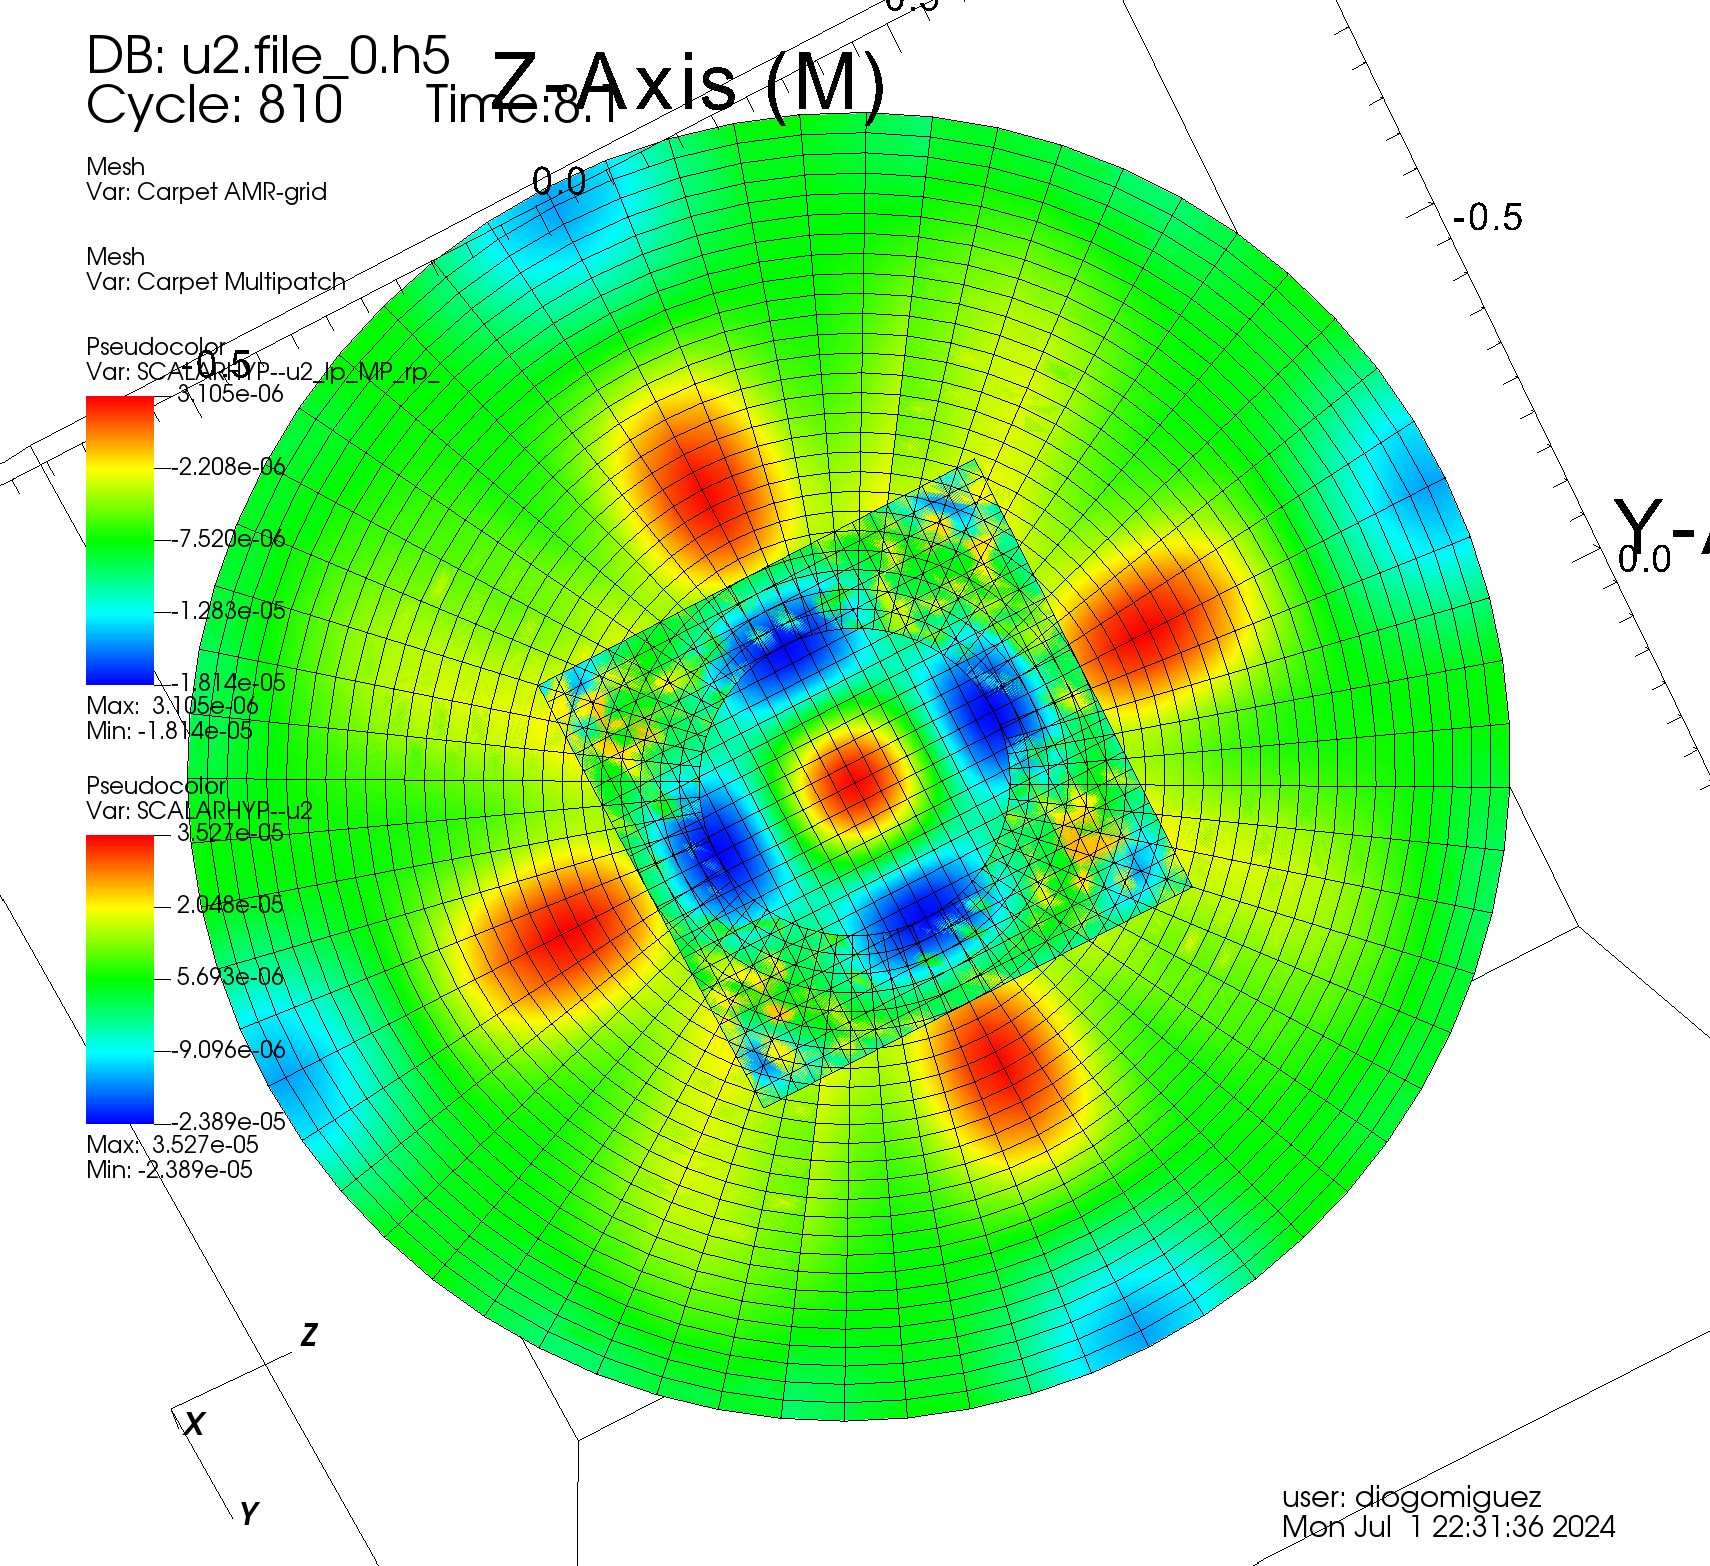 0.5
DB: u2.file_0.h5
Z-Axis (M)
Cycle: 810 Time:8.1
Mesh
Var: Carpet AMR-grid
0.0
-0.5
Mesh
Var: Carpet Multipatch
Pseudocolor
Var: SCALARHYP--u2_lp_MP_rp_
-0.5
3.105e-06
-2.208e-06
-7.520e-06
-1.283e-05
-1.814e-05
Max: 3.105e-06
Min: -1.814e-05
Y-A
0.0
Pseudocolor
Var: SCALARHYP--u2
3.527e-05
2.048e-05
5.693e-06
-9.096e-06
-2.389e-05
Max: 3.527e-05
Min: -2.389e-05
Z
X
Y
user: diogomiguez
Mon Jul 1 22:31:36 2024